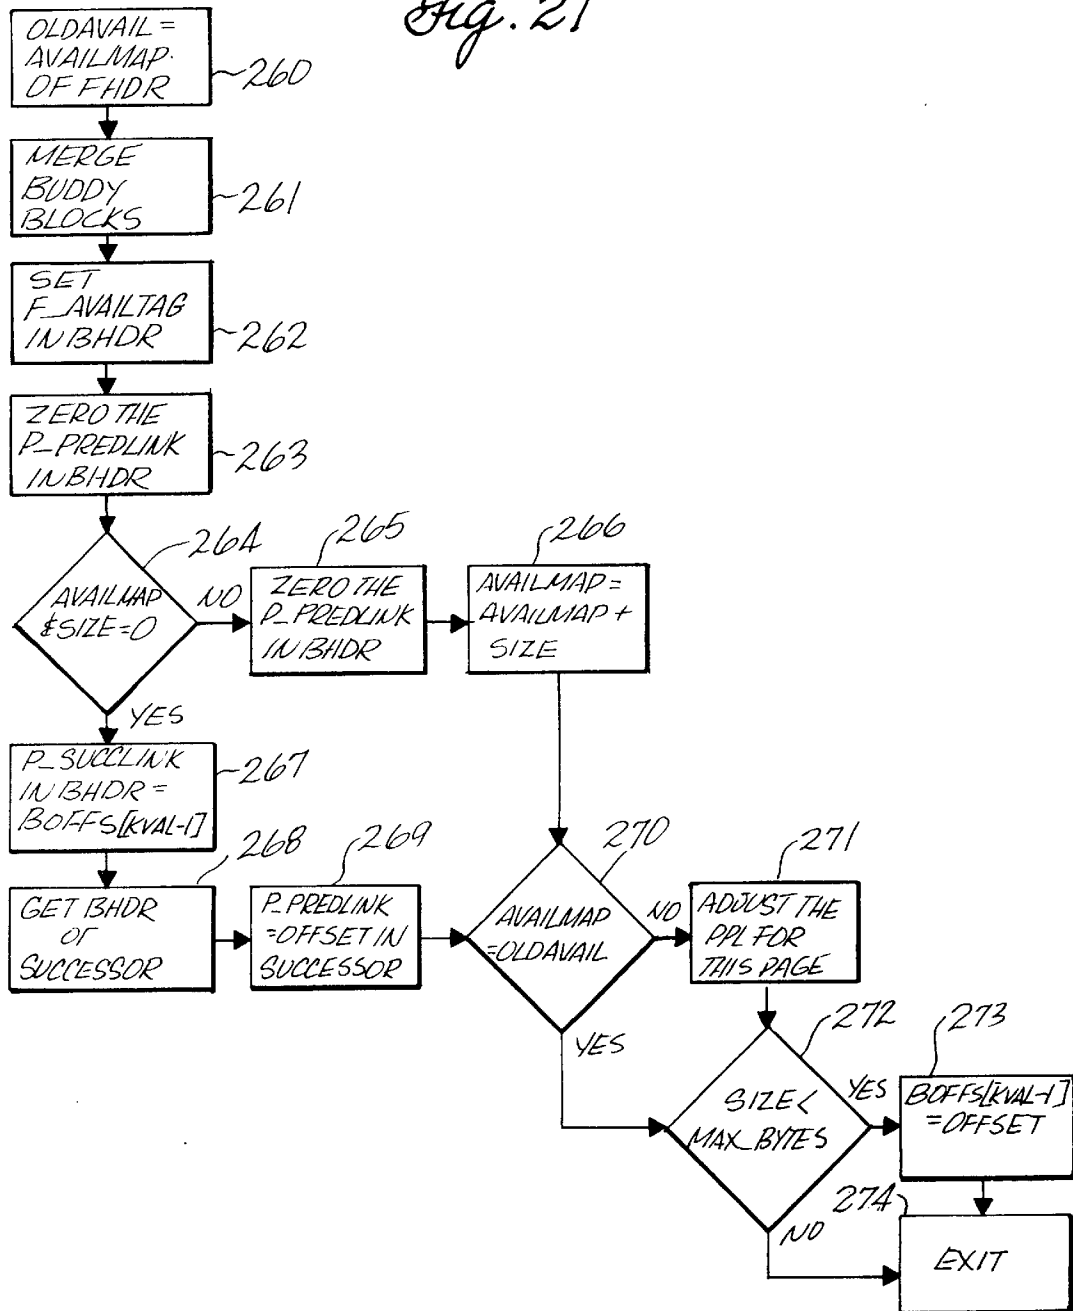 Fig. 21
OLDAVAIL =
AVAILMAP.
OF FHDR
260
MERGE
BUDDY
BLOCKS
261
SET
F_AVAILTAG
IN BHDR
262
ZERO THE
P_PREDLINK
IN BHDR
263
264
AVAILMAP
&SIZE=0
NO
YES
265
ZERO THE
P_PREDLINK
IN BHDR
266
AVAILMAP =
AVAILMAP +
SIZE
P_SUCCLINK
IN BHDR =
BOFFS[KVAL-1]
267
268
GET BHDR
OF
SUCCESSOR
269
P_PREDLINK
=OFFSET IN
SUCCESSOR
270
AVAILMAP
=OLDAVAIL
NO
YES
271
ADJUST THE
PPL FOR
THIS PAGE
272
SIZE <
MAX_BYTES
YES
NO
273
BOFFS[KVAL-1]
=OFFSET
274
EXIT